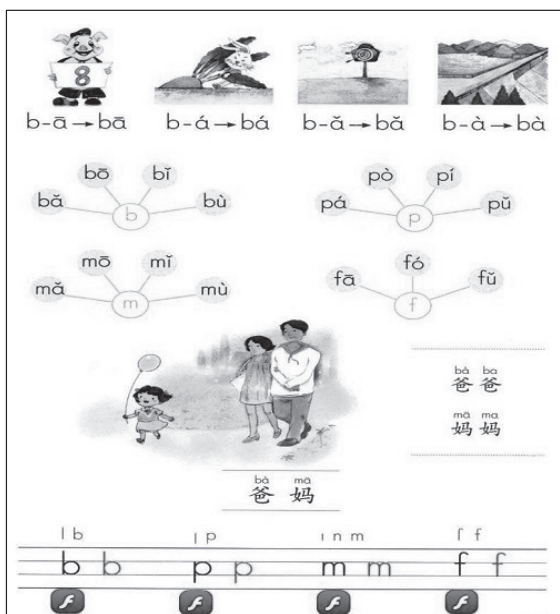 8
b-ā→bā b-á→bá b-ǎ→bǎ b-à→bà
bō bǐ pò pí
bǎ b bù pá p pǔ
mō mǐ fó
mǎ m mù fā f fǔ
bà ba
爸爸
mā ma
妈妈
bà mā
爸 妈
l b ı p ı n m ſ f
b b p p m m f f
f f f f